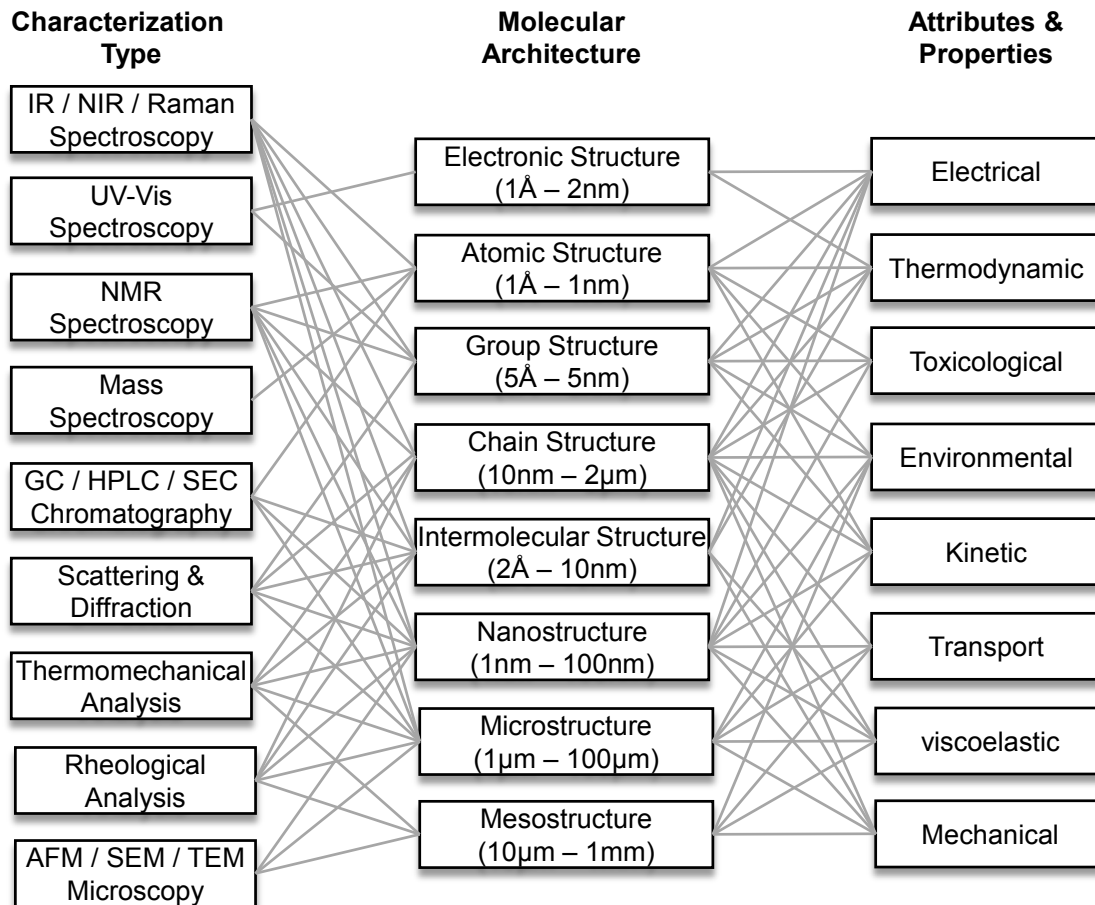 Characterization
Type
Molecular
Architecture
Attributes &
Properties
IR / NIR / Raman
Spectroscopy
UV-Vis
Spectroscopy
NMR
Spectroscopy
Mass
Spectroscopy
GC / HPLC / SEC
Chromatography
Scattering &
Diffraction
Thermomechanical
Analysis
Rheological
Analysis
AFM / SEM / TEM
Microscopy
Electronic Structure
(1Å – 2nm)
Atomic Structure
(1Å – 1nm)
Group Structure
(5Å – 5nm)
Chain Structure
(10nm – 2µm)
Intermolecular Structure
(2Å – 10nm)
Nanostructure
(1nm – 100nm)
Microstructure
(1µm – 100µm)
Mesostructure
(10µm – 1mm)
Electrical
Thermodynamic
Toxicological
Environmental
Kinetic
Transport
viscoelastic
Mechanical